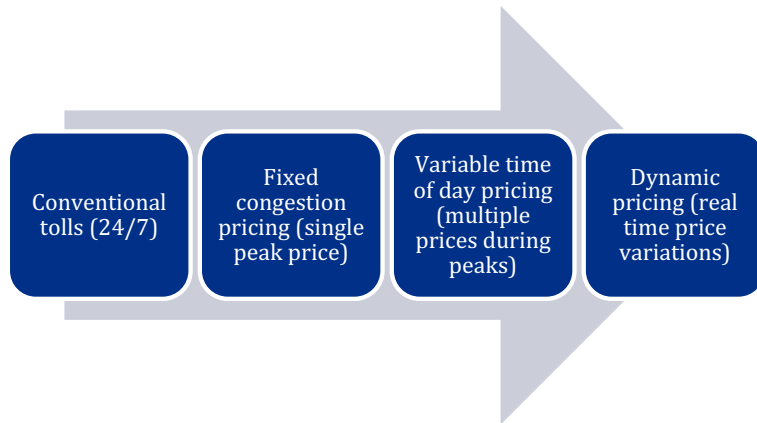 Conventional
tolls (24/7)
Fixed
congestion
pricing (single
peak price)
Variable time
of day pricing
(multiple
prices during
peaks)
Dynamic
pricing (real
time price
variations)